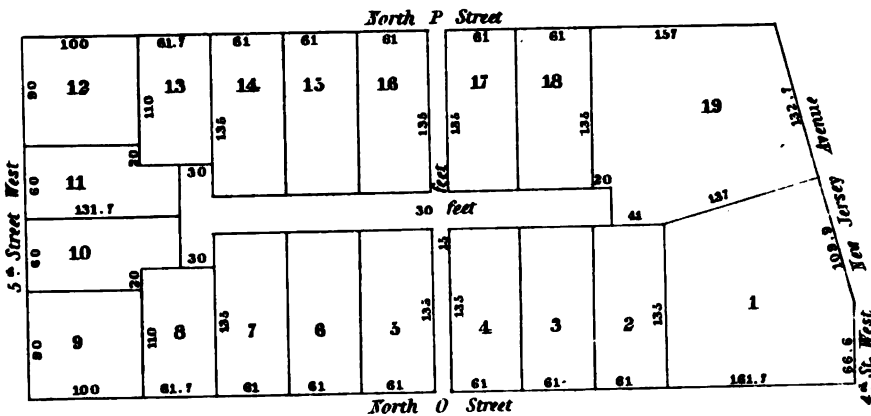 North P Street
100 61.7 61 61 61 61 61 157
12 13 14 15 16 17 18 19
90 110 135 135 135 135 132.7
New Jersey Avenue
20 30 20
11
60 feet
131.7 30 feet 41 137
5th Street West
10
60 20 30 15 109.9
9 8 7 6 5 4 3 2 1
90 110 135 135 135 135 66.6
4th St. West
100 61.7 61 61 61 61 61 61 161.7
North O Street